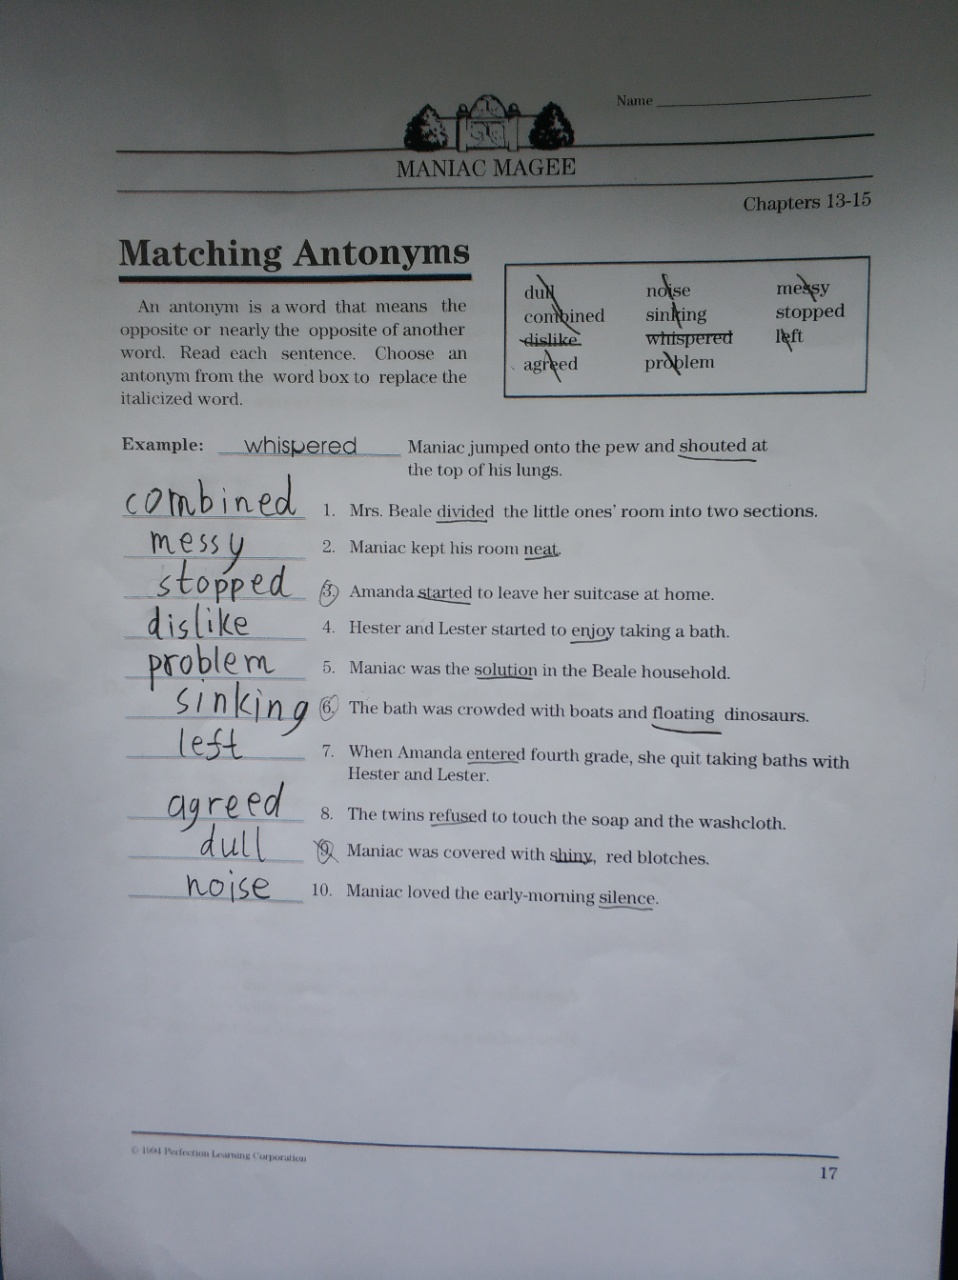 Name
MANIAC MAGEE
Chapters 13-15
Matching Antonyms
An antonym is a word that means the
opposite or nearly the opposite of another
word. Read each sentence. Choose an
antonym from the word box to replace the
italicized word.
dull noise messy
combined sinking stopped
dislike whispered left
agreed problem
Example: whispered Maniac jumped onto the pew and shouted at
the top of his lungs.
combined 1. Mrs. Beale divided the little ones' room into two sections.
messy 2. Maniac kept his room neat.
stopped 3. Amanda started to leave her suitcase at home.
dislike 4. Hester and Lester started to enjoy taking a bath.
problem 5. Maniac was the solution in the Beale household.
sinking 6. The bath was crowded with boats and floating dinosaurs.
left 7. When Amanda entered fourth grade, she quit taking baths with
Hester and Lester.
agreed 8. The twins refused to touch the soap and the washcloth.
dull 9. Maniac was covered with shiny, red blotches.
noise 10. Maniac loved the early-morning silence.
© 1994 Perfection Learning Corporation
17